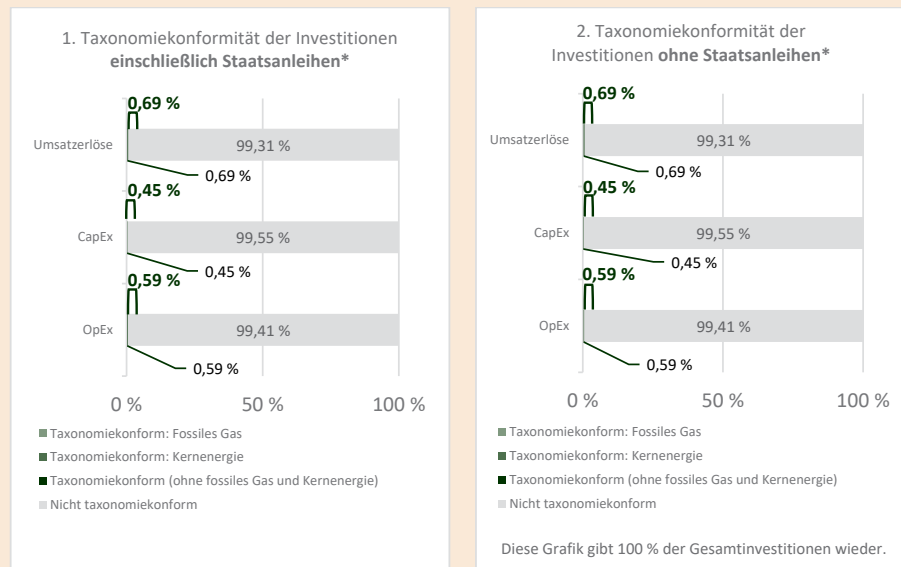 1. Taxonomiekonformität der Investitionen
einschließlich Staatsanleihen*
0,69 %
Umsatzerlöse
99,31 %
0,69 %
0,45 %
CapEx
99,55 %
0,45 %
0,59 %
OpEx
99,41 %
0,59 %
0 %
50 %
100 %
Taxonomiekonform: Fossiles Gas
Taxonomiekonform: Kernenergie
Taxonomiekonform (ohne fossiles Gas und Kernenergie)
Nicht taxonomiekonform
2. Taxonomiekonformität der
Investitionen ohne Staatsanleihen*
0,69 %
Umsatzerlöse
99,31 %
0,69 %
0,45 %
CapEx
99,55 %
0,45 %
0,59 %
OpEx
99,41 %
0,59 %
0 %
50 %
100 %
Taxonomiekonform: Fossiles Gas
Taxonomiekonform: Kernenergie
Taxonomiekonform (ohne fossiles Gas und Kernenergie)
Nicht taxonomiekonform
Diese Grafik gibt 100 % der Gesamtinvestitionen wieder.